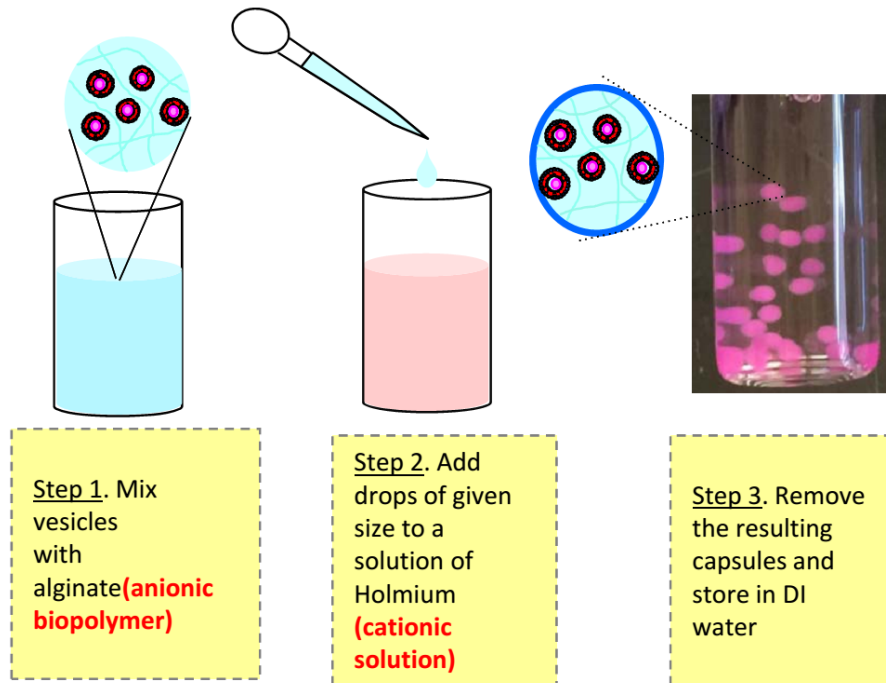 Step 1. Mix
vesicles
with
alginate(anionic
biopolymer)
Step 2. Add
drops of given
size to a
solution of
Holmium
(cationic
solution)
Step 3. Remove
the resulting
capsules and
store in DI
water